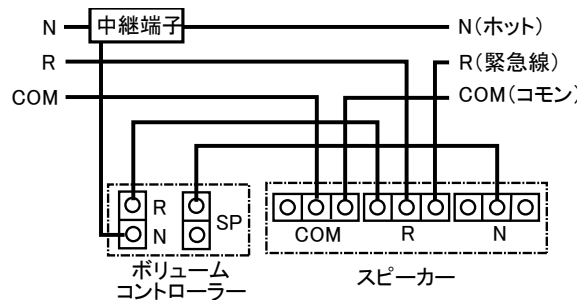 N 中継端子 N(ホット)
R R(緊急線)
COM COM(コモン)
R
N
SP
COM R N
ボリューム
コントローラー
スピーカー